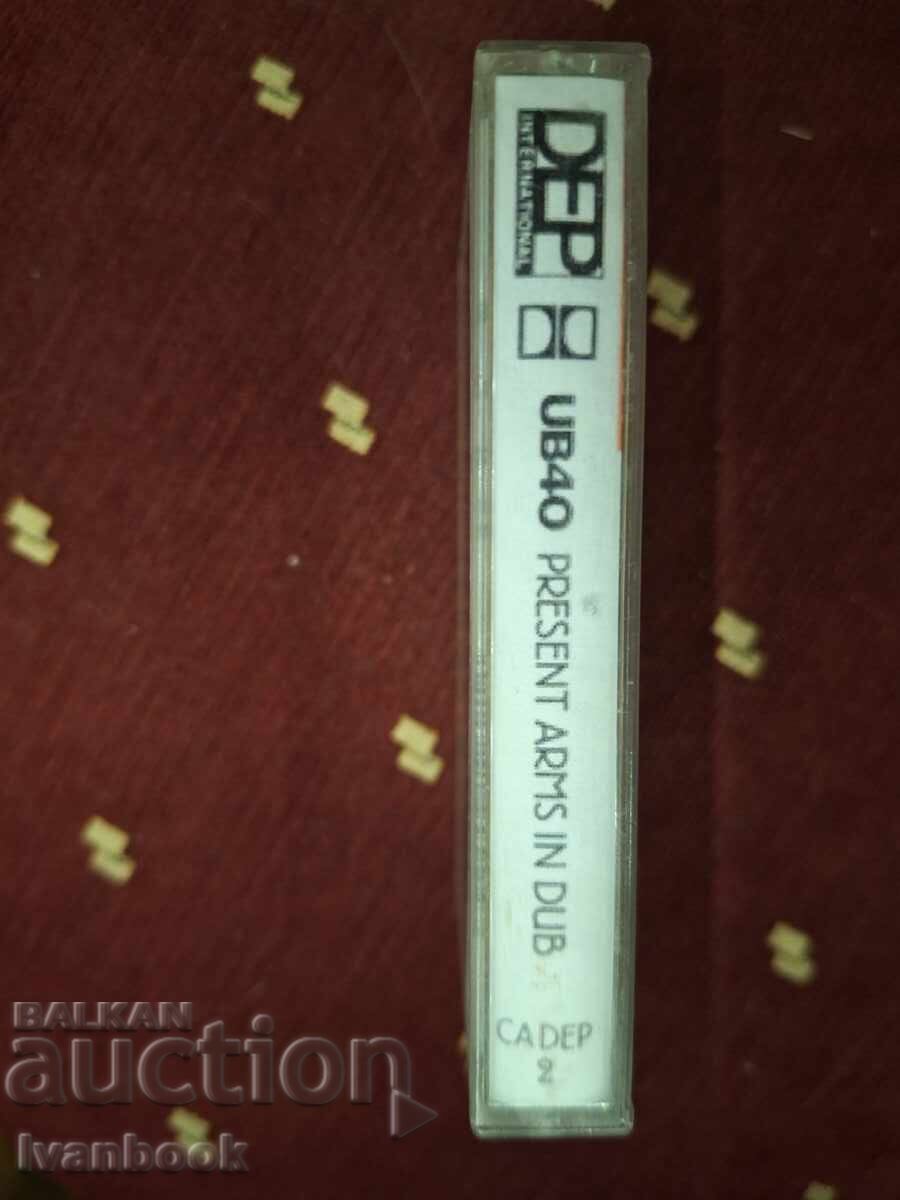 DEP
INTERNATIONAL
UB40 PRESENT ARMS IN DUB
CADEP
2
BALKAN
auction
Ivanbook